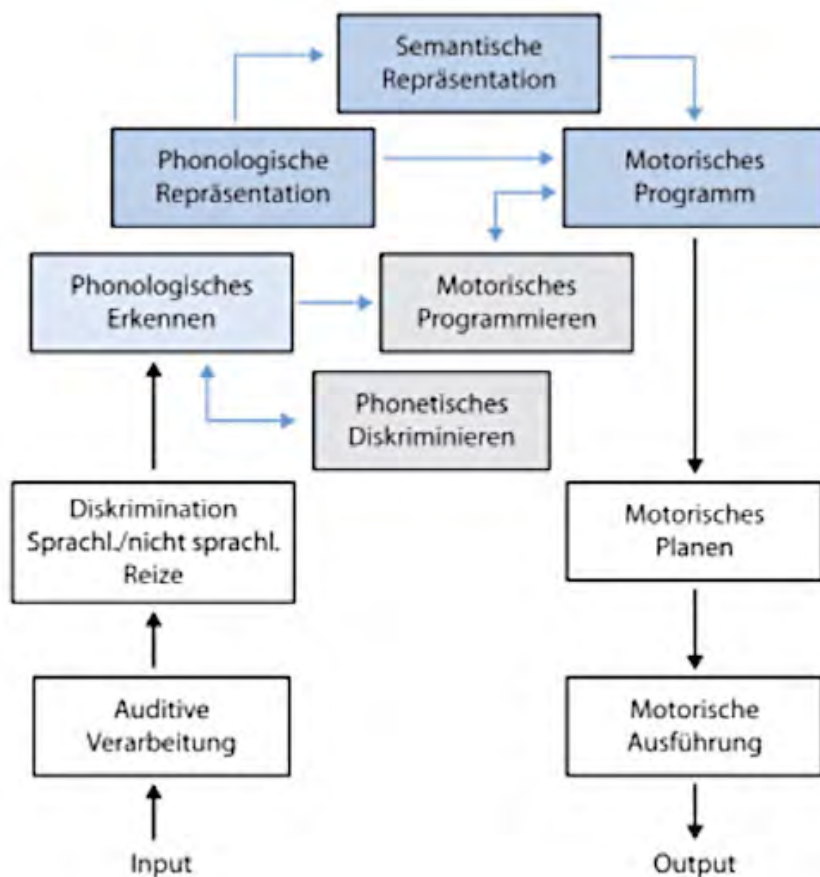 Semantische
Repräsentation
Phonologische
Repräsentation
Motorisches
Programm
Phonologisches
Erkennen
Motorisches
Programmieren
Phonetisches
Diskriminieren
Diskrimination
Sprachl./nicht sprachl.
Reize
Motorisches
Planen
Auditive
Verarbeitung
Motorische
Ausführung
Input
Output